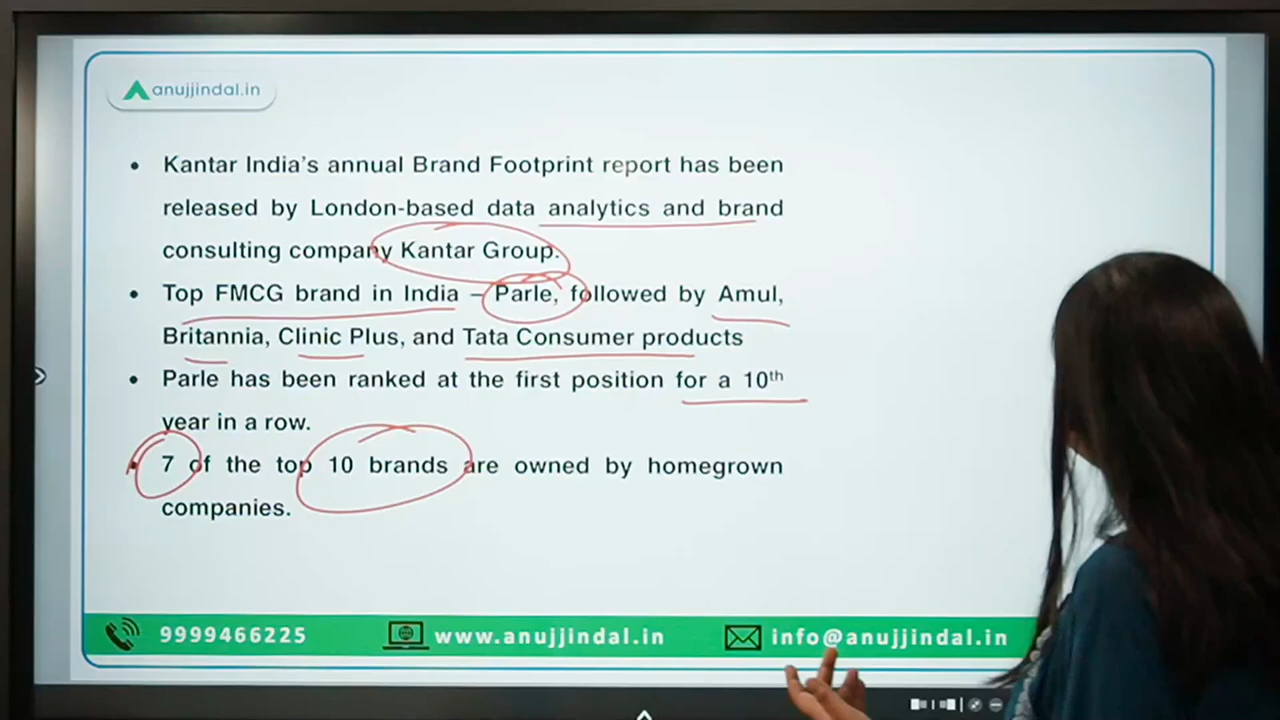 anujjindal.in
• Kantar India's annual Brand Footprint report has been
released by London-based data analytics and brand
consulting company Kantar Group.
• Top FMCG brand in India – Parle, followed by Amul,
Britannia, Clinic Plus, and Tata Consumer products
• Parle has been ranked at the first position for a 10th
year in a row.
• 7 of the top 10 brands are owned by homegrown
companies.
9999466225 www.anujjindal.in info@anujjindal.in